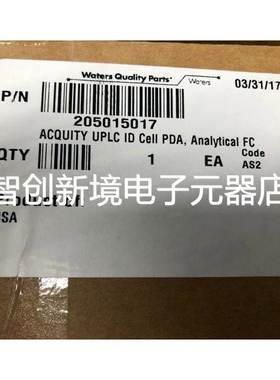 Waters Quality Parts
Waters
03/31/17
P/N
205015017
ACQUITY UPLC ID Cell PDA, Analytical FC
QTY
1
EA
Code
AS2
智创新境电子元器店
USA